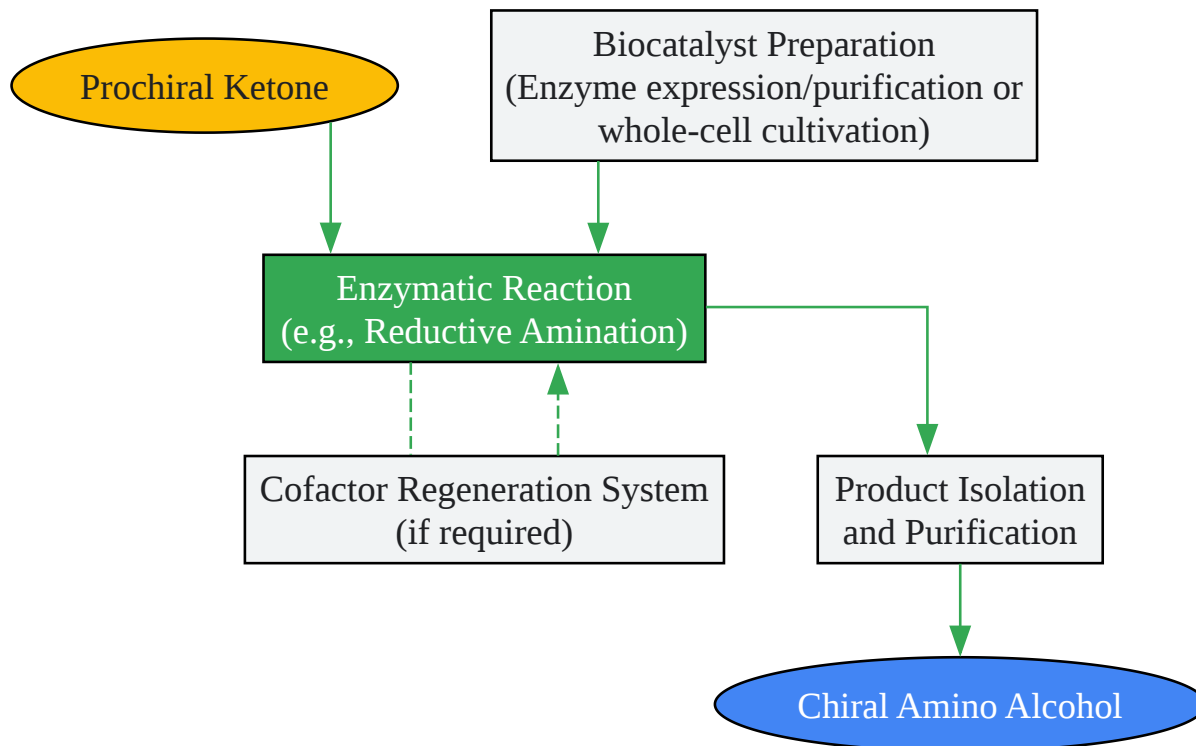 Prochiral Ketone
Biocatalyst Preparation
(Enzyme expression/purification or
whole-cell cultivation)
Enzymatic Reaction
(e.g., Reductive Amination)
Cofactor Regeneration System
(if required)
Product Isolation
and Purification
Chiral Amino Alcohol